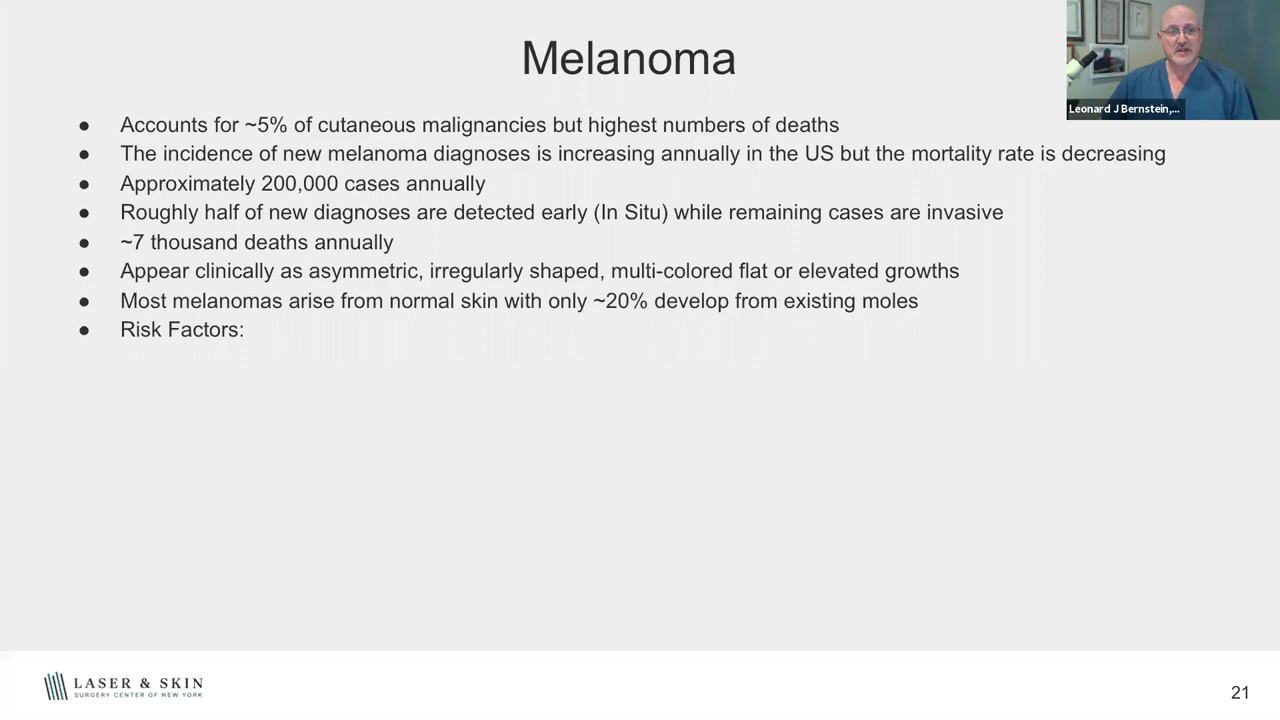 Melanoma
Leonard J Bernstein,...
● Accounts for ~5% of cutaneous malignancies but highest numbers of deaths
● The incidence of new melanoma diagnoses is increasing annually in the US but the mortality rate is decreasing
● Approximately 200,000 cases annually
● Roughly half of new diagnoses are detected early (In Situ) while remaining cases are invasive
● ~7 thousand deaths annually
● Appear clinically as asymmetric, irregularly shaped, multi-colored flat or elevated growths
● Most melanomas arise from normal skin with only ~20% develop from existing moles
● Risk Factors:
LASER & SKIN
SURGERY CENTER OF NEW YORK
21